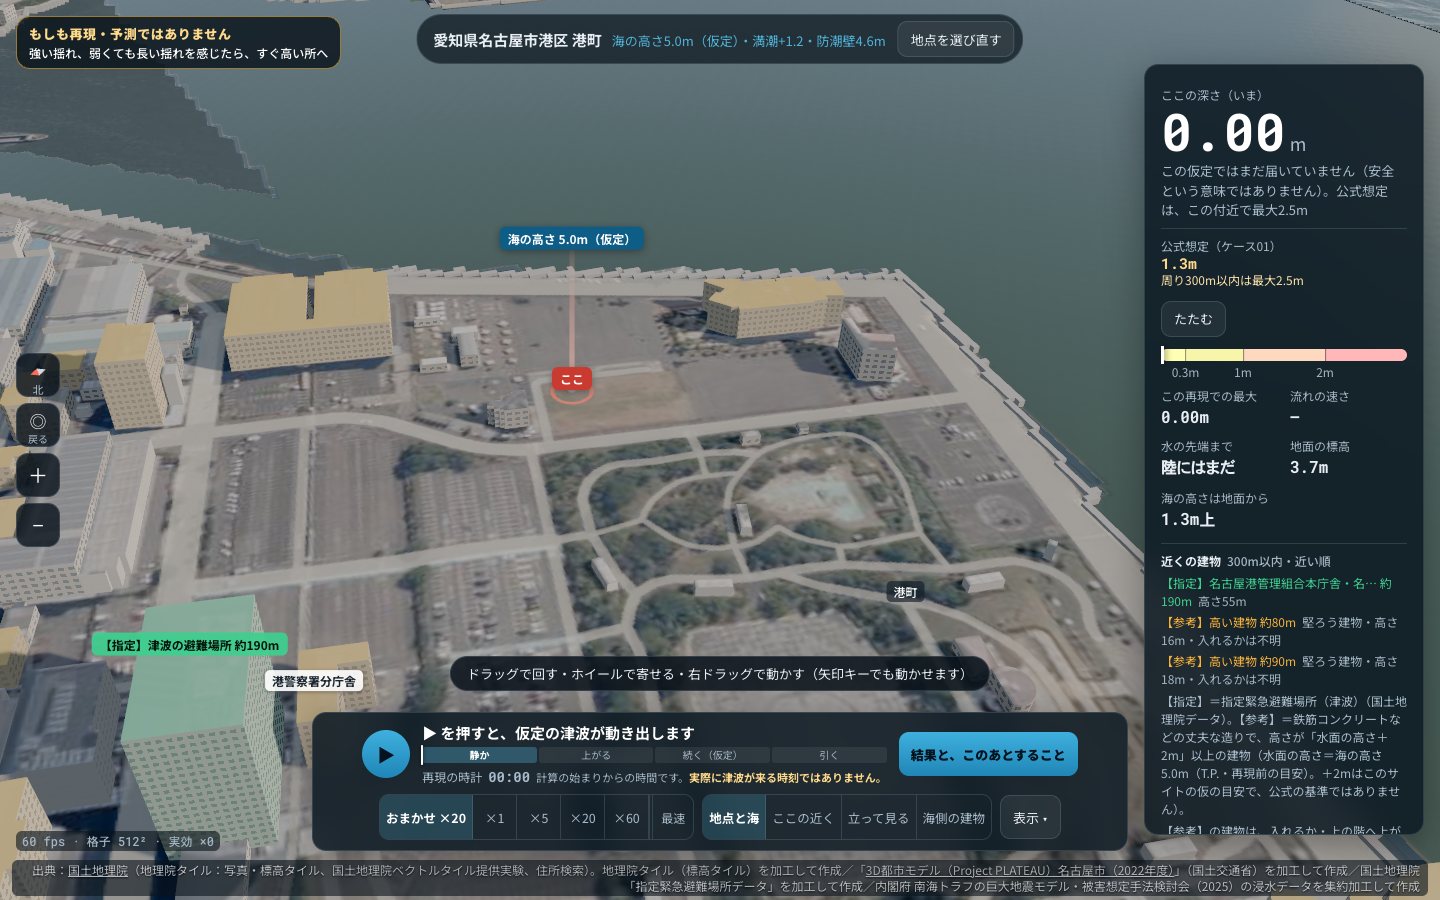 もしも再現・予測ではありません
強い揺れ、弱くても長い揺れを感じたら、すぐ高い所へ
愛知県名古屋市港区 港町 海の高さ5.0m（仮定）・満潮+1.2・防潮壁4.6m 地点を選び直す
ここの深さ（いま）
0.00 m
この仮定ではまだ届いていません（安全
という意味ではありません）。公式想定
は、この付近で最大2.5m
公式想定（ケース01）
1.3m
周り300m以内は最大2.5m
たたむ
0.3m 1m 2m
この再現での最大 流れの速さ
0.00m –
水の先端まで 地面の標高
陸にはまだ 3.7m
海の高さは地面から
1.3m上
近くの建物 300m以内・近い順
【指定】名古屋港管理組合本庁舎・名… 約
190m 高さ55m
【参考】高い建物 約80m 堅ろう建物・高さ
16m・入れるかは不明
【参考】高い建物 約90m 堅ろう建物・高さ
18m・入れるかは不明
【指定】＝指定緊急避難場所（津波）（国土地
理院データ）。【参考】＝鉄筋コンクリートな
どの丈夫な造りで、高さが「水面の高さ＋
2m」以上の建物（水面の高さ＝海の高さ
5.0m（T.P.・再現前の目安）。＋2mはこのサ
イトの仮の目安で、公式の基準ではありませ
ん）。
【参考】の建物は、入れるか・上の階へ上が
海の高さ 5.0m（仮定）
ここ
北
戻る
+
−
港町
【指定】津波の避難場所 約190m
港警察署分庁舎
ドラッグで回す・ホイールで寄せる・右ドラッグで動かす（矢印キーでも動かせます）
▶ を押すと、仮定の津波が動き出します
静か 上がる 続く（仮定） 引く
再現の時計 00:00 計算の始まりからの時間です。実際に津波が来る時刻ではありません。
結果と、このあとすること
おまかせ ×20 ×1 ×5 ×20 ×60 最速 地点と海 ここの近く 立って見る 海側の建物 表示 ▾
60 fps · 格子 512² · 実効 ×0
出典：国土地理院（地理院タイル：写真・標高タイル、国土地理院ベクトルタイル提供実験、住所検索）。地理院タイル（標高タイル）を加工して作成／「3D都市モデル（Project PLATEAU）名古屋市（2022年度）」（国土交通省）を加工して作成／国土地理院
「指定緊急避難場所データ」を加工して作成／内閣府 南海トラフの巨大地震モデル・被害想定手法検討会（2025）の浸水データを集約加工して作成